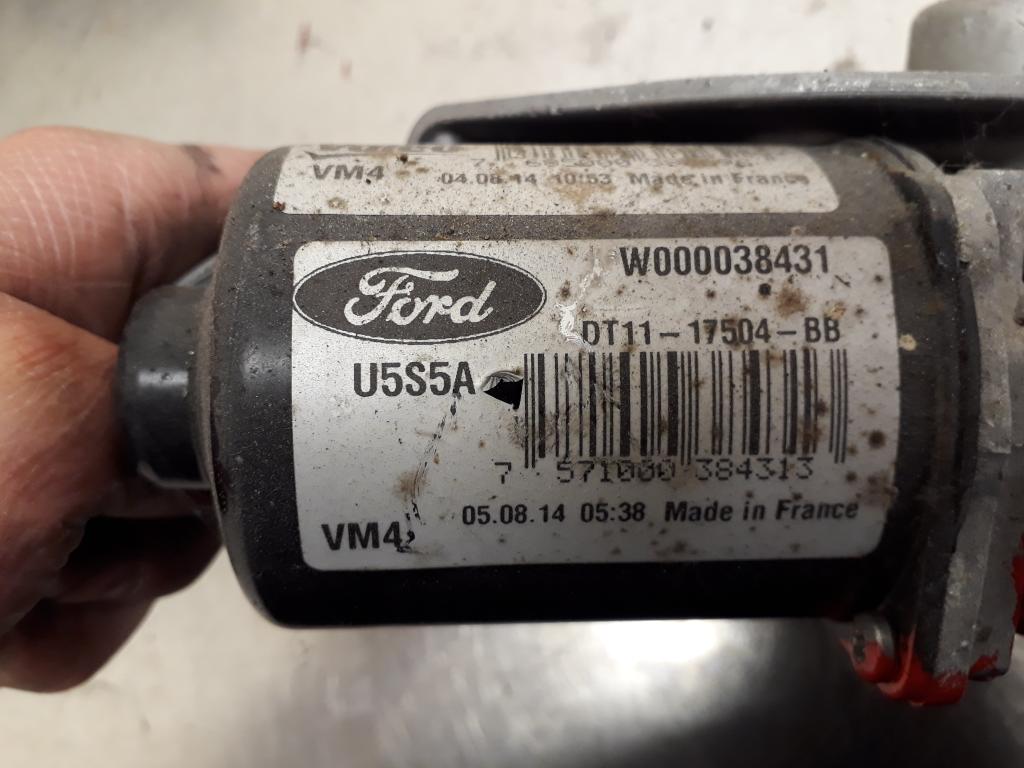 VM4
04.08.14 10:53 Made in France
Ford
W000038431
DT11-17504-BB
U5S5A
7 571000 384313
05.08.14 05:38 Made in France
VM4